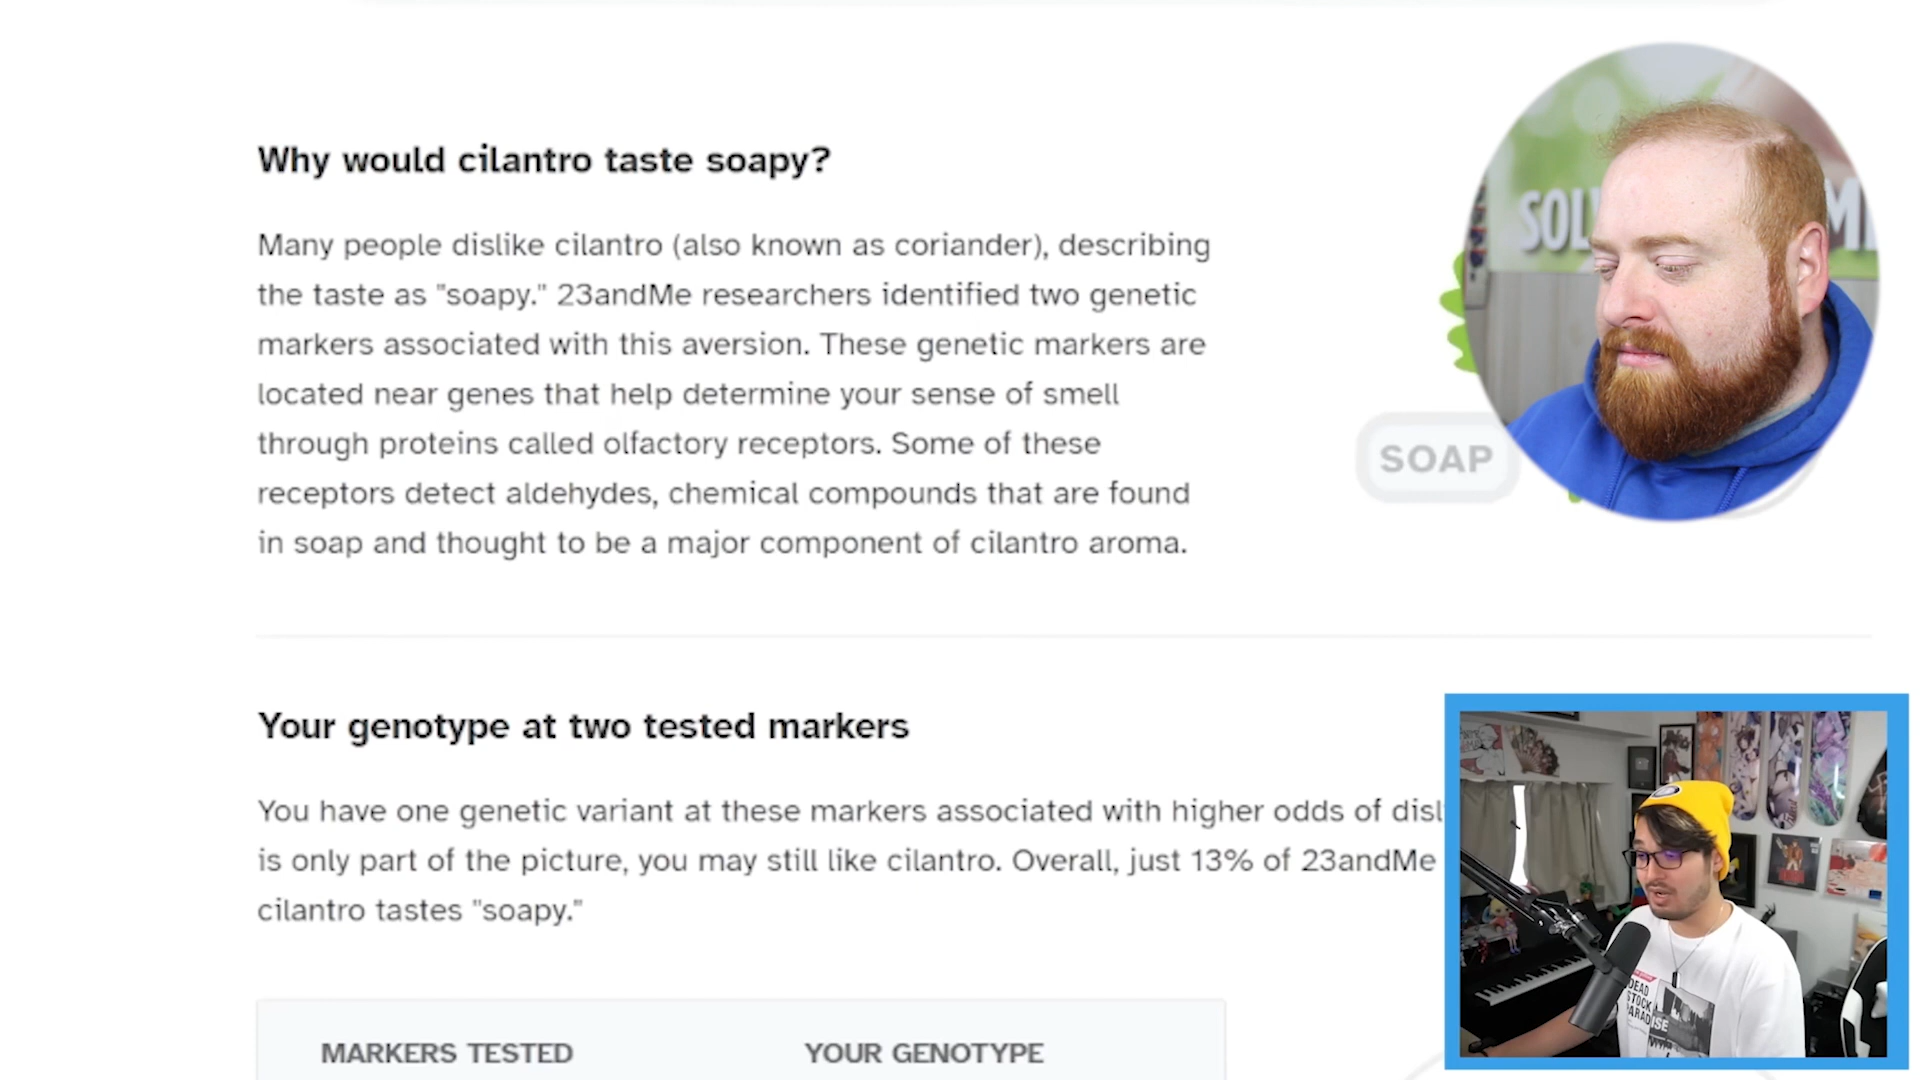 Why would cilantro taste soapy?
Many people dislike cilantro (also known as coriander), describing
the taste as "soapy." 23andMe researchers identified two genetic
markers associated with this aversion. These genetic markers are
located near genes that help determine your sense of smell
through proteins called olfactory receptors. Some of these
receptors detect aldehydes, chemical compounds that are found
in soap and thought to be a major component of cilantro aroma.
SOAP
Your genotype at two tested markers
You have one genetic variant at these markers associated with higher odds of
is only part of the picture, you may still like cilantro. Overall, just 13% of 23andMe
cilantro tastes "soapy."
MARKERS TESTED
YOUR GENOTYPE
DEAD
STOCK